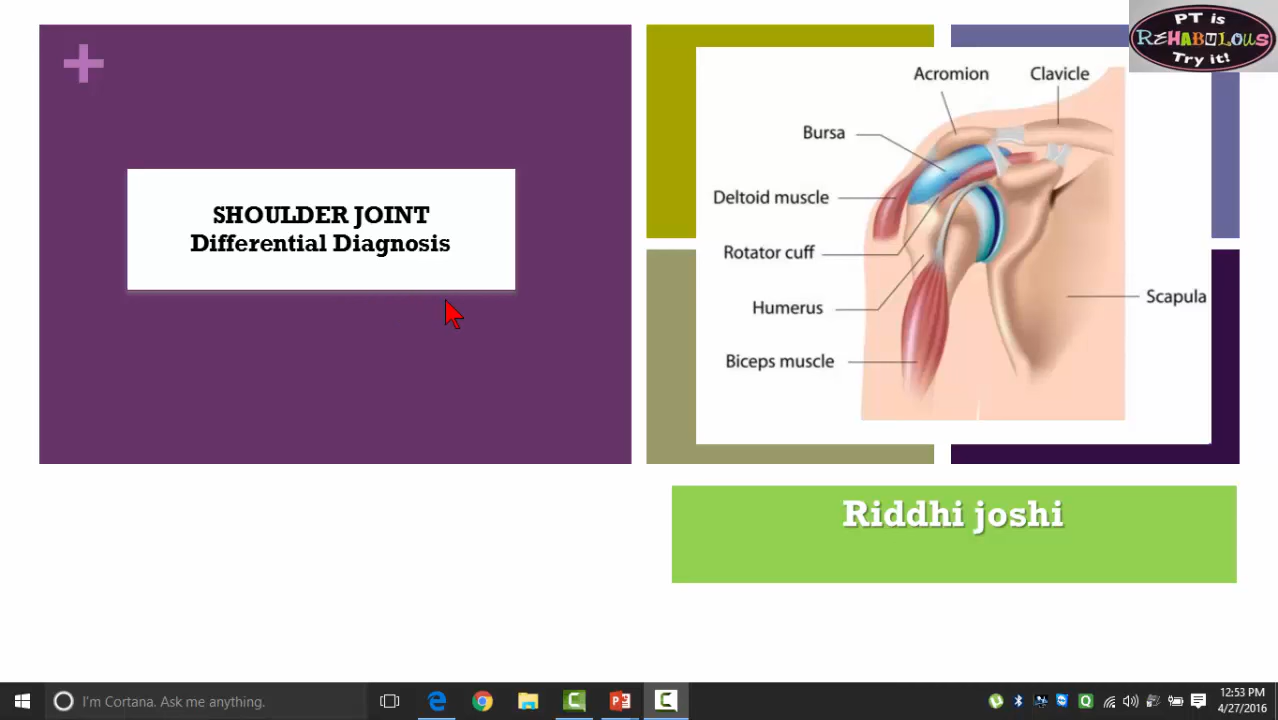 PT is
REHABULOUS
Try it!
SHOULDER JOINT
Differential Diagnosis
Acromion
Clavicle
Bursa
Deltoid muscle
Rotator cuff
Humerus
Scapula
Biceps muscle
Riddhi joshi
I'm Cortana. Ask me anything.
12:53 PM
4/27/2016